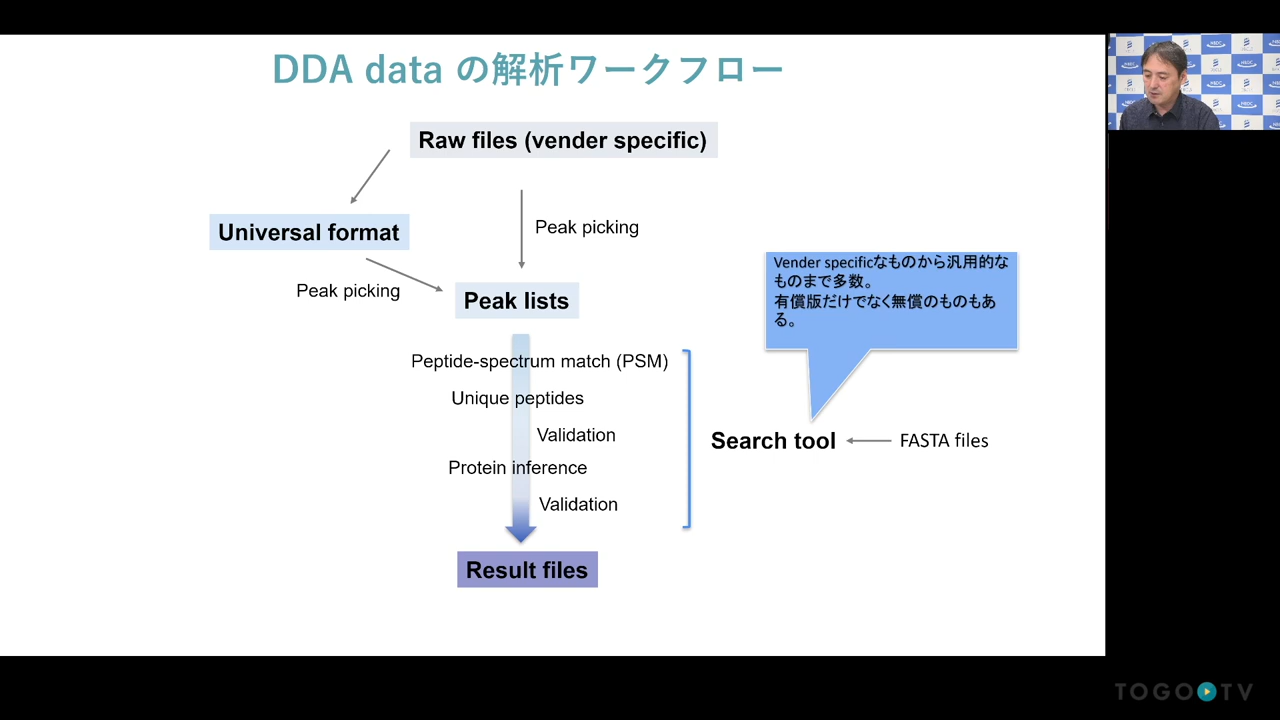 DDA data の解析ワークフロー
Raw files (vender specific)
Universal format
Peak picking
Peak picking
Peak lists
Vender specificなものから汎用的な
ものまで多数。
有償版だけでなく無償のものもあ
る。
Peptide-spectrum match (PSM)
Unique peptides
Validation
Search tool
FASTA files
Protein inference
Validation
Result files
TOGO TV